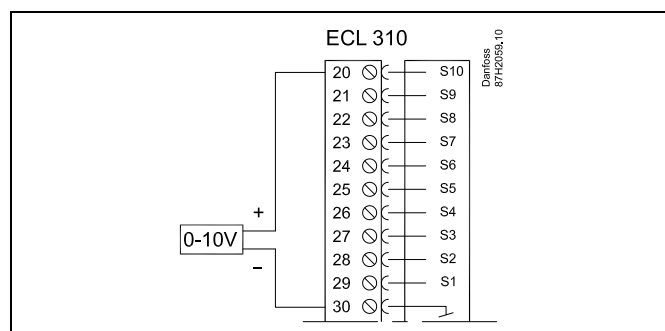 ECL 310
Danfoss
87H2059.10
20 S10
21 S9
22 S8
23 S7
24 S6
25 S5
26 S4
27 S3
28 S2
29 S1
30
+
0-10V
−